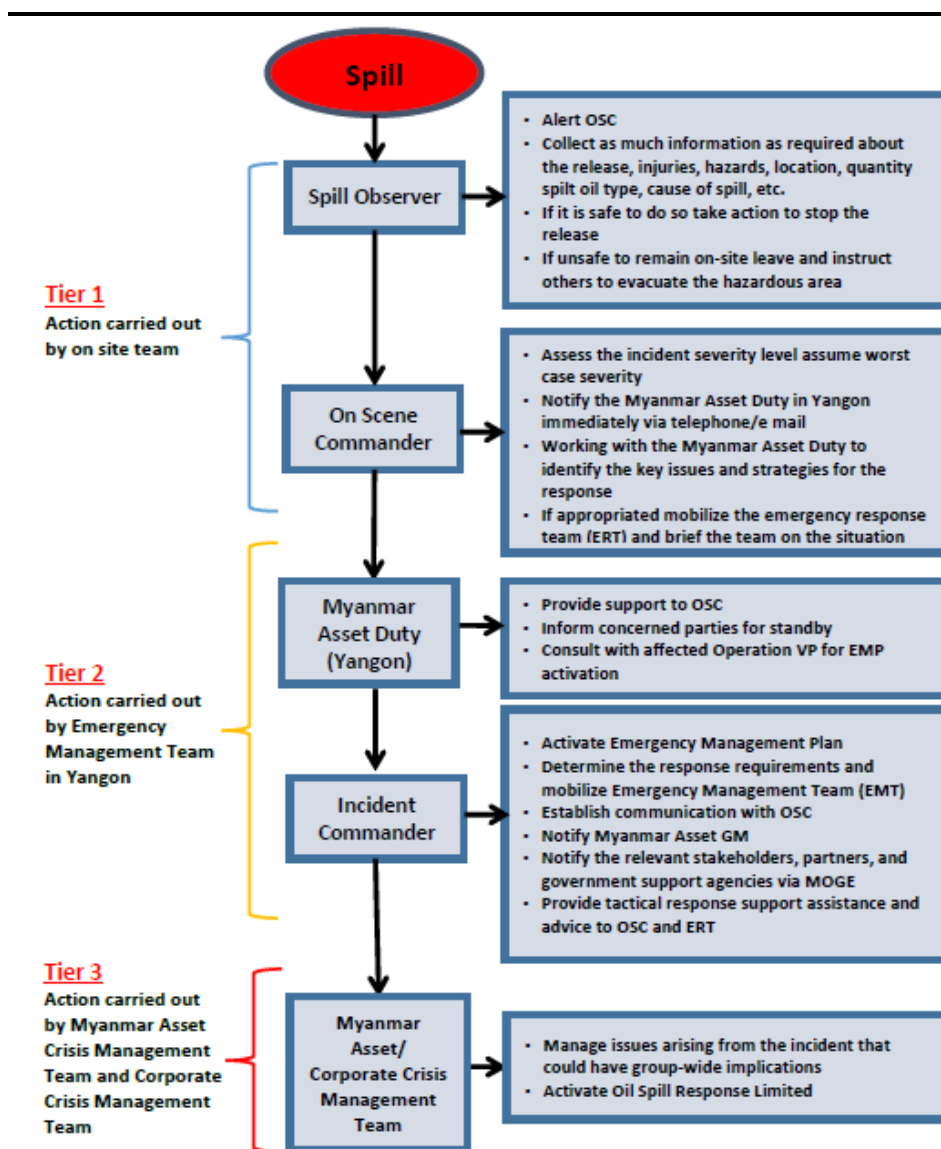 Spill
Spill Observer
• Alert OSC
• Collect as much information as required about
the release, injuries, hazards, location, quantity
spilt oil type, cause of spill, etc.
• If it is safe to do so take action to stop the
release
• If unsafe to remain on-site leave and instruct
others to evacuate the hazardous area
Tier 1
Action carried out
by on site team
On Scene
Commander
• Assess the incident severity level assume worst
case severity
• Notify the Myanmar Asset Duty in Yangon
immediately via telephone/e mail
• Working with the Myanmar Asset Duty to
identify the key issues and strategies for the
response
• If appropriated mobilize the emergency response
team (ERT) and brief the team on the situation
Myanmar
Asset Duty
(Yangon)
• Provide support to OSC
• Inform concerned parties for standby
• Consult with affected Operation VP for EMP
activation
Tier 2
Action carried out
by Emergency
Management Team
in Yangon
Incident
Commander
• Activate Emergency Management Plan
• Determine the response requirements and
mobilize Emergency Management Team (EMT)
• Establish communication with OSC
• Notify Myanmar Asset GM
• Notify the relevant stakeholders, partners, and
government support agencies via MOGE
• Provide tactical response support assistance and
advice to OSC and ERT
Tier 3
Action carried out
by Myanmar Asset
Crisis Management
Team and Corporate
Crisis Management
Team
Myanmar
Asset/
Corporate Crisis
Management
Team
• Manage issues arising from the incident that
could have group-wide implications
• Activate Oil Spill Response Limited